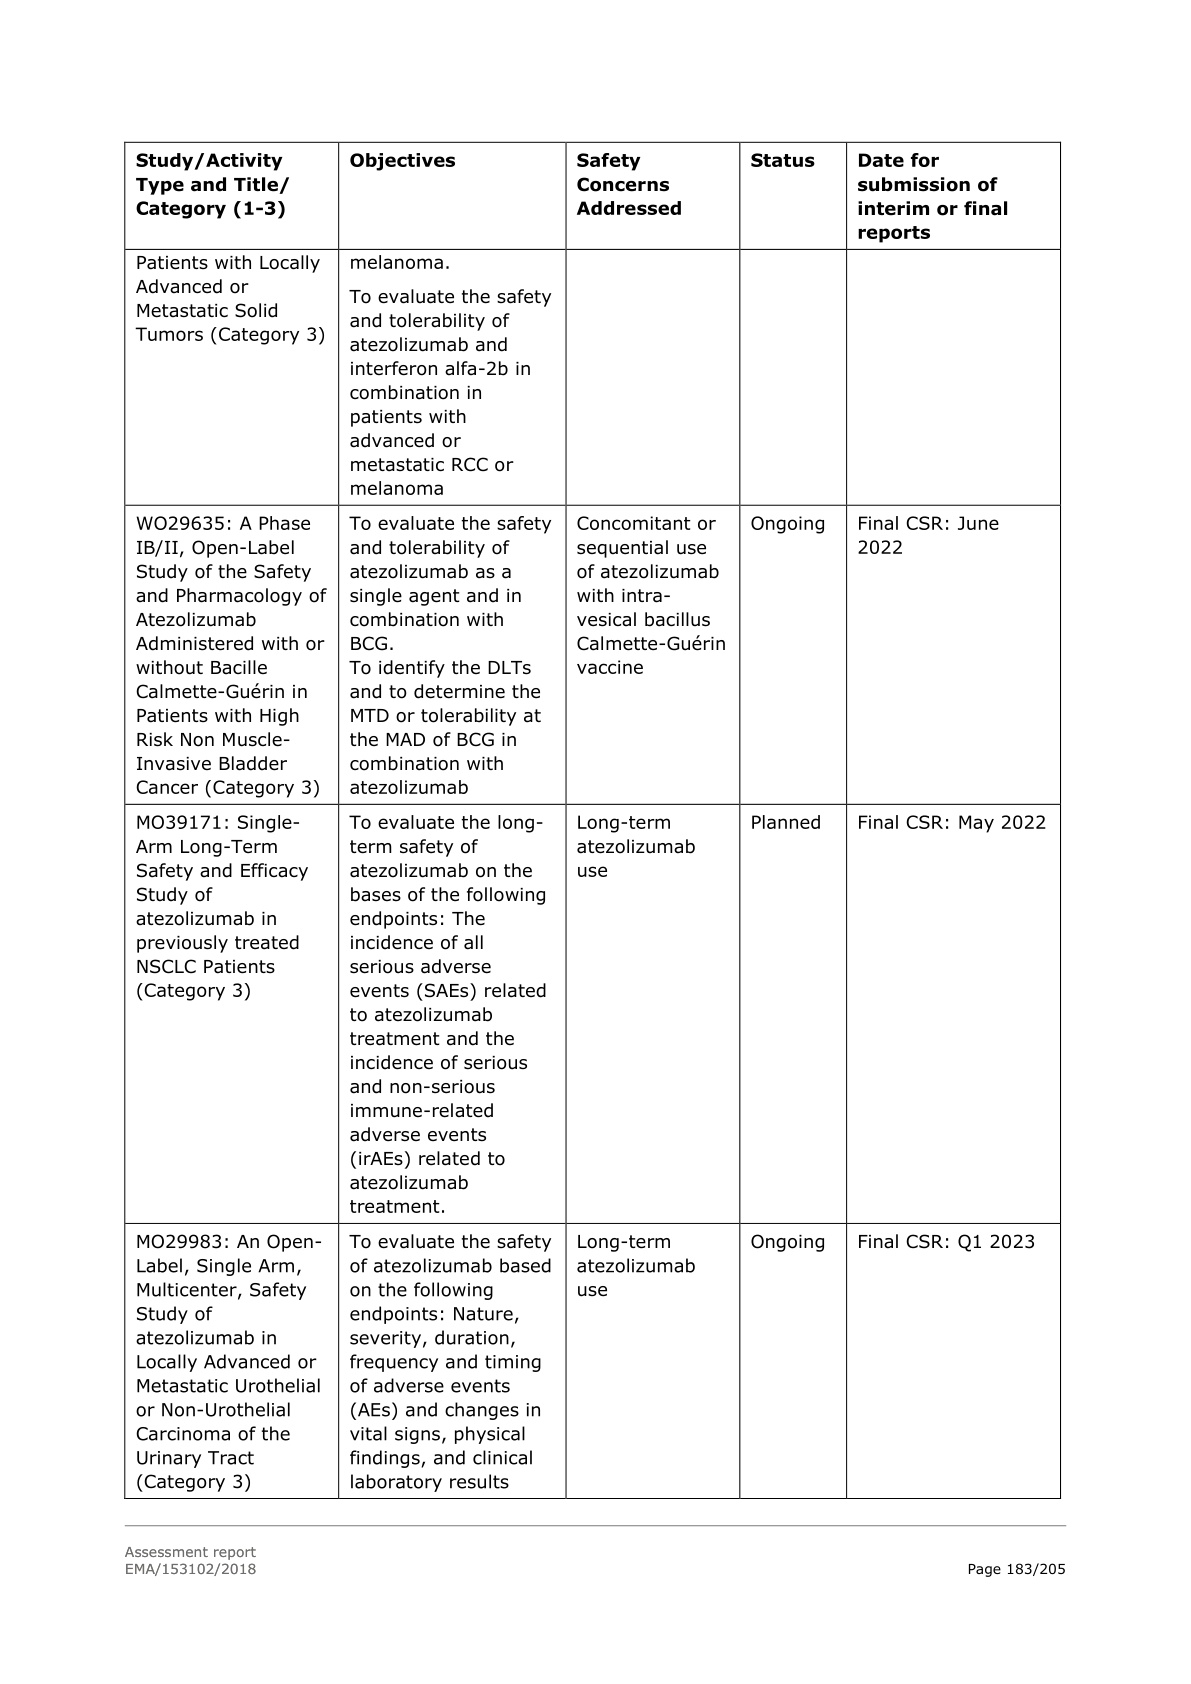 Study/Activity
Type and Title/
Category (1-3)
Objectives
Safety
Concerns
Addressed
Status
Date for
submission of
interim or final
reports
Patients with Locally
Advanced or
Metastatic Solid
Tumors (Category 3)
melanoma.
To evaluate the safety
and tolerability of
atezolizumab and
interferon alfa-2b in
combination in
patients with
advanced or
metastatic RCC or
melanoma
WO29635: A Phase
IB/II, Open-Label
Study of the Safety
and Pharmacology of
Atezolizumab
Administered with or
without Bacille
Calmette-Guérin in
Patients with High
Risk Non Muscle-
Invasive Bladder
Cancer (Category 3)
To evaluate the safety
and tolerability of
atezolizumab as a
single agent and in
combination with
BCG.
To identify the DLTs
and to determine the
MTD or tolerability at
the MAD of BCG in
combination with
atezolizumab
Concomitant or
sequential use
of atezolizumab
with intra-
vesical bacillus
Calmette-Guérin
vaccine
Ongoing
Final CSR: June
2022
MO39171: Single-
Arm Long-Term
Safety and Efficacy
Study of
atezolizumab in
previously treated
NSCLC Patients
(Category 3)
To evaluate the long-
term safety of
atezolizumab on the
bases of the following
endpoints: The
incidence of all
serious adverse
events (SAEs) related
to atezolizumab
treatment and the
incidence of serious
and non-serious
immune-related
adverse events
(irAEs) related to
atezolizumab
treatment.
Long-term
atezolizumab
use
Planned
Final CSR: May 2022
MO29983: An Open-
Label, Single Arm,
Multicenter, Safety
Study of
atezolizumab in
Locally Advanced or
Metastatic Urothelial
or Non-Urothelial
Carcinoma of the
Urinary Tract
(Category 3)
To evaluate the safety
of atezolizumab based
on the following
endpoints: Nature,
severity, duration,
frequency and timing
of adverse events
(AEs) and changes in
vital signs, physical
findings, and clinical
laboratory results
Long-term
atezolizumab
use
Ongoing
Final CSR: Q1 2023
Assessment report
EMA/153102/2018
Page 183/205